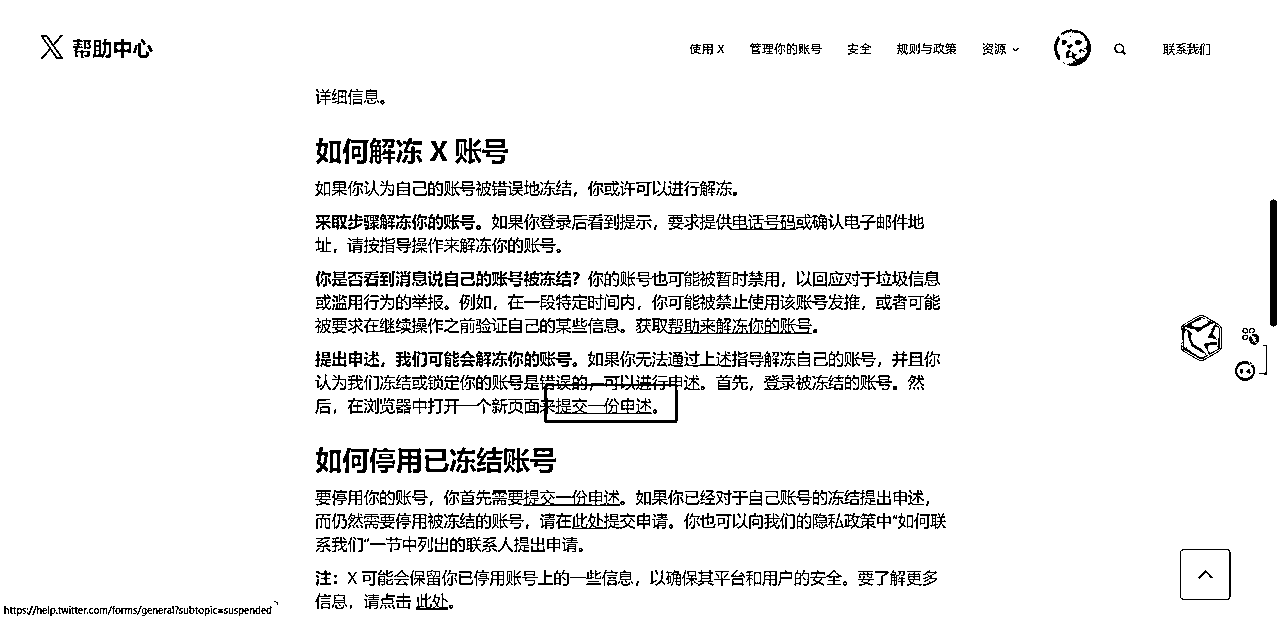 X 帮助中心
使用 X 管理你的账号 安全 规则与政策 资源 联系我们
详细信息。
如何解冻 X 账号
如果你认为自己的账号被错误地冻结，你或许可以进行解冻。
采取步骤解冻你的账号。如果你登录后看到提示，要求提供电话号码或确认电子邮件地
址，请按指导操作来解冻你的账号。
你是否看到消息说自己的账号被冻结？你的账号也可能被暂时禁用，以回应对于垃圾信息
或滥用行为的举报。例如，在一段特定时间内，你可能被禁止使用该账号发推，或者可能
被要求在继续操作之前验证自己的某些信息。获取帮助来解冻你的账号。
提出申述，我们可能会解冻你的账号。如果你无法通过上述指导解冻自己的账号，并且你
认为我们冻结或锁定你的账号是错误的，可以进行申述。首先，登录被冻结的账号。然
后，在浏览器中打开一个新页面来提交一份申述。
如何停用已冻结账号
要停用你的账号，你首先需要提交一份申述。如果你已经对于自己账号的冻结提出申述，
而仍然需要停用被冻结的账号，请在此处提交申请。你也可以向我们的隐私政策中“如何联
系我们”一节中列出的联系人提出申请。
注：X 可能会保留你已停用账号上的一些信息，以确保其平台和用户的安全。要了解更多
信息，请点击 此处。
https://help.twitter.com/forms/general?subtopic=suspended